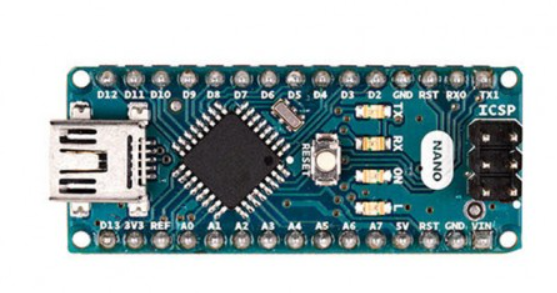 D12 D11 D10 D9 D8 D7 D6 D5 D4 D3 D2 GND RST RX0 TX1
ICSP
TX
RX
RESET
NANO
ON
L
D13 3V3 REF A0 A1 A2 A3 A4 A5 A6 A7 5V RST GND VIN